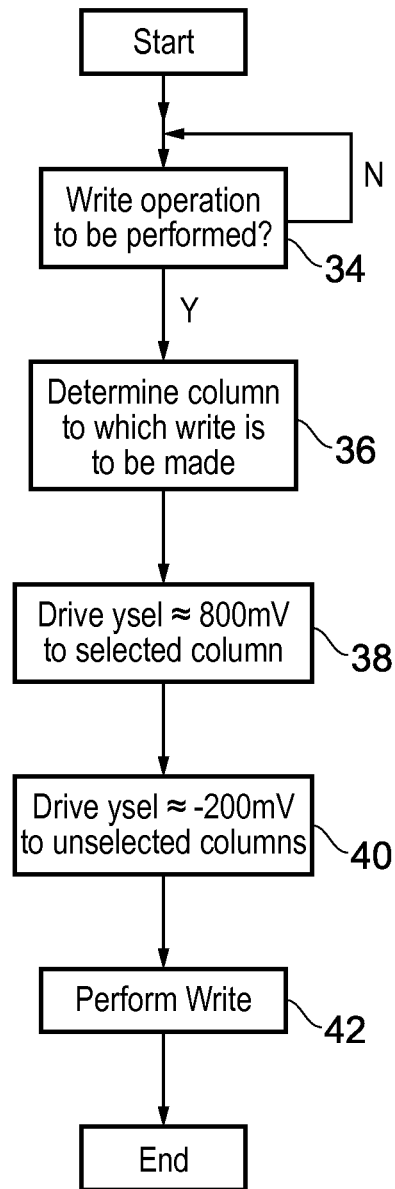 Start
N
Write operation
to be performed?
34
Y
Determine column
to which write is
to be made
36
Drive ysel ≈ 800mV
to selected column
38
Drive ysel ≈ -200mV
to unselected columns
40
Perform Write
42
End